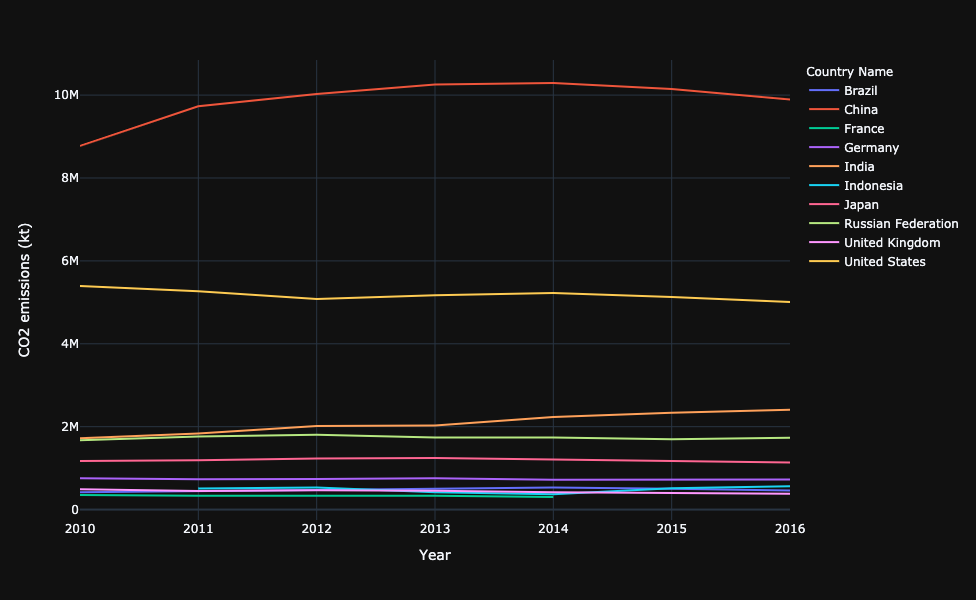 Country Name
Brazil
China
France
Germany
India
Indonesia
Japan
Russian Federation
United Kingdom
United States
CO2 emissions (kt)
10M
8M
6M
4M
2M
0
2010
2011
2012
2013
2014
2015
2016
Year